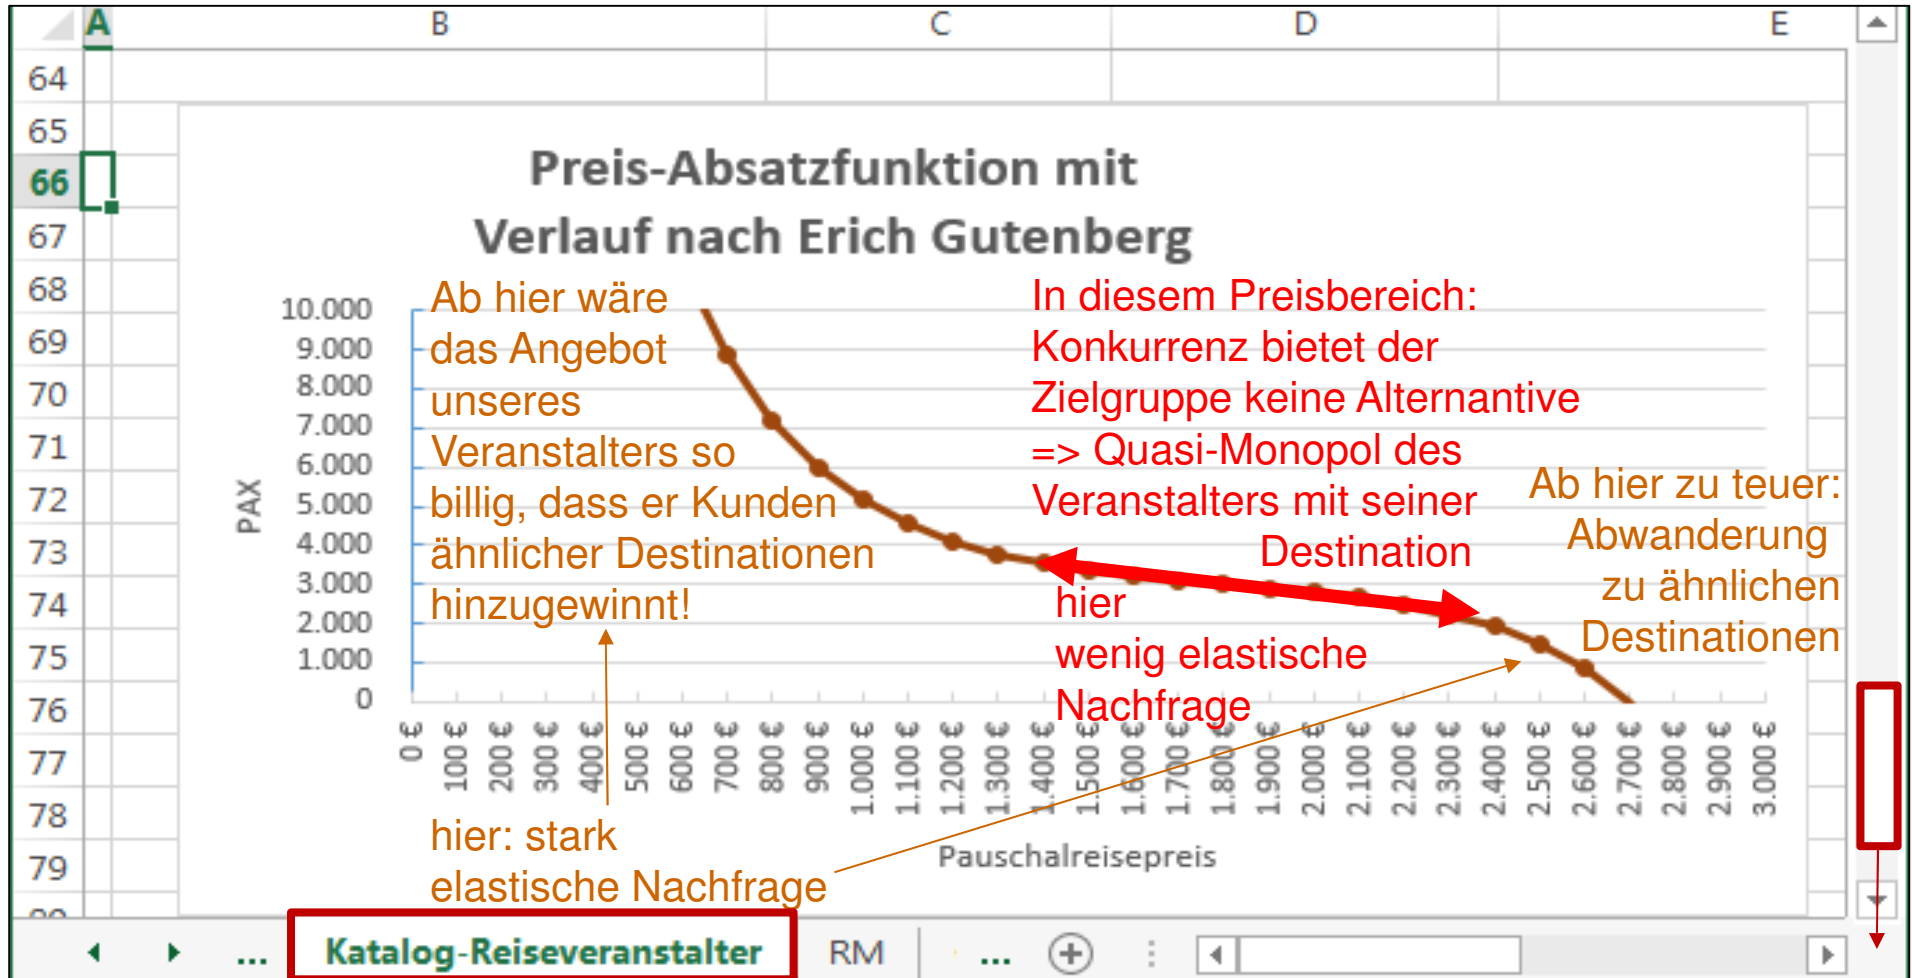 A B C D E
64
65
66
67
68
69
70
71
72
73
74
75
76
77
78
79
Preis-Absatzfunktion mit
Verlauf nach Erich Gutenberg
10.000
9.000
8.000
7.000
6.000
5.000
4.000
3.000
2.000
1.000
0
PAX
Ab hier wäre
das Angebot
unseres
Veranstalters so
billig, dass er Kunden
ähnlicher Destinationen
hinzugewinnt!
In diesem Preisbereich:
Konkurrenz bietet der
Zielgruppe keine Alternantive
=> Quasi-Monopol des
Veranstalters mit seiner
Destination
hier
wenig elastische
Nachfrage
Ab hier zu teuer:
Abwanderung
zu ähnlichen
Destinationen
0 €
100 €
200 €
300 €
400 €
500 €
600 €
700 €
800 €
900 €
1.000 €
1.100 €
1.200 €
1.300 €
1.400 €
1.500 €
1.600 €
1.700 €
1.800 €
1.900 €
2.000 €
2.100 €
2.200 €
2.300 €
2.400 €
2.500 €
2.600 €
2.700 €
2.800 €
2.900 €
3.000 €
Pauschalreisepreis
hier: stark
elastische Nachfrage
... Katalog-Reiseveranstalter RM ...